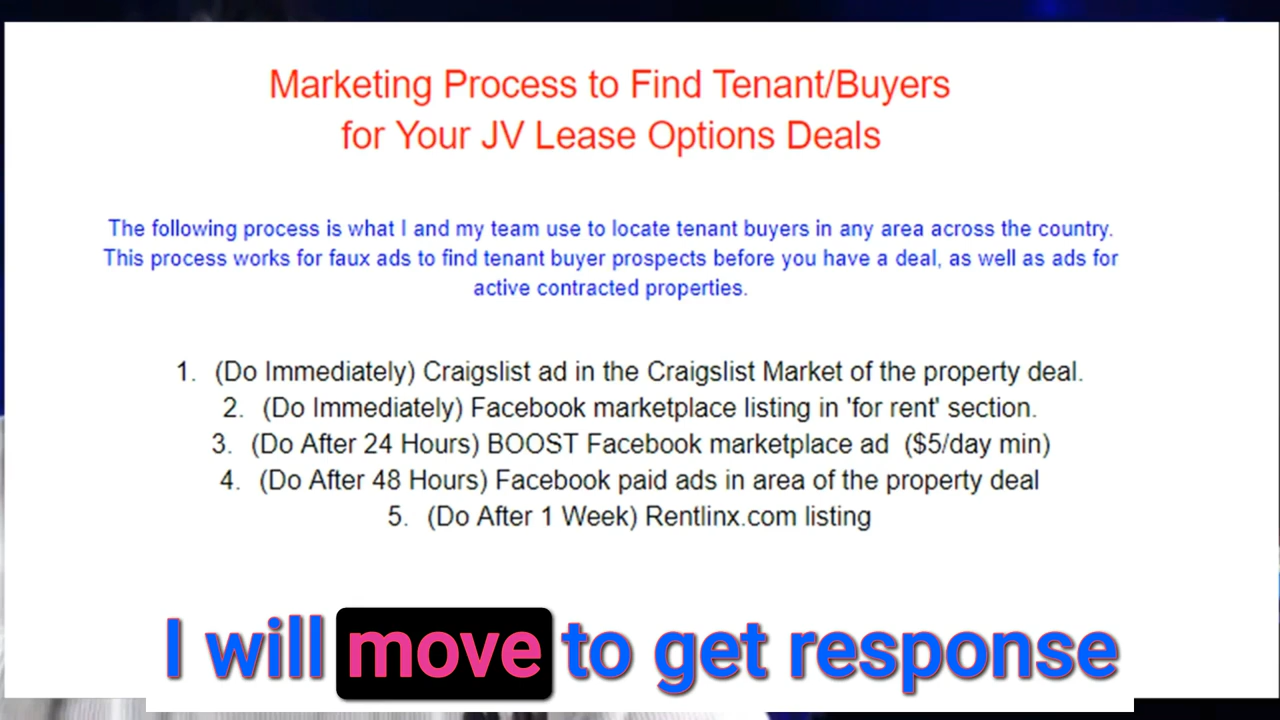 Marketing Process to Find Tenant/Buyers
for Your JV Lease Options Deals
The following process is what I and my team use to locate tenant buyers in any area across the country.
This process works for faux ads to find tenant buyer prospects before you have a deal, as well as ads for
active contracted properties.
1. (Do Immediately) Craigslist ad in the Craigslist Market of the property deal.
2. (Do Immediately) Facebook marketplace listing in 'for rent' section.
3. (Do After 24 Hours) BOOST Facebook marketplace ad ($5/day min)
4. (Do After 48 Hours) Facebook paid ads in area of the property deal
5. (Do After 1 Week) Rentlinx.com listing
I will move to get response